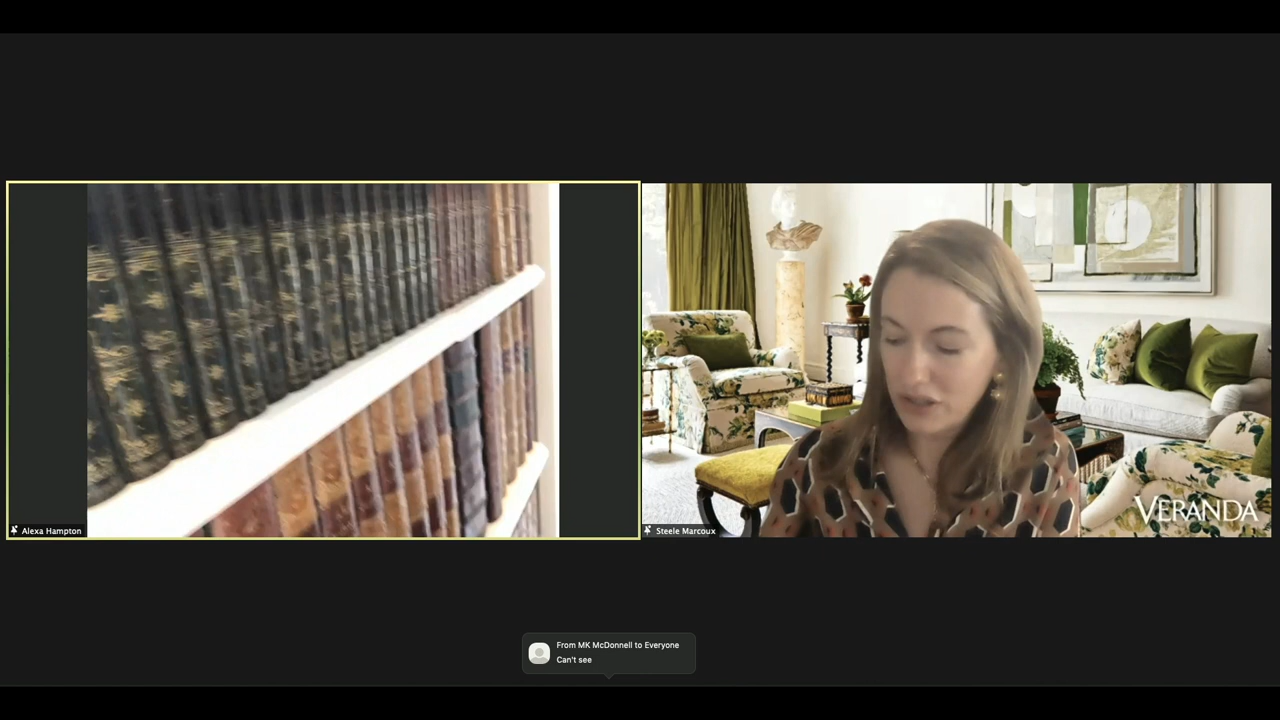 Alexa Hampton
Steele Marcoux
VERANDA
From MK McDonnell to Everyone
Can't see